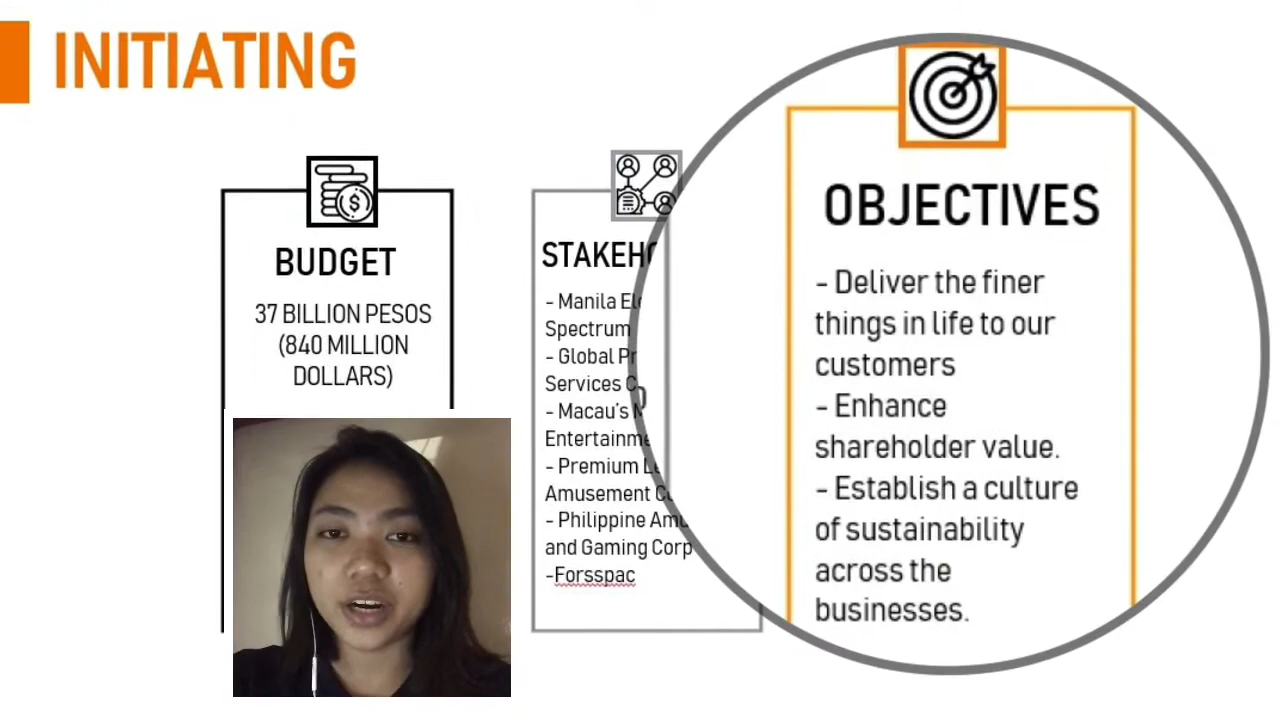 INITIATING
BUDGET
37 BILLION PESOS
(840 MILLION
DOLLARS)
- Manila
Spectrum
- Global
Services
- Macau's
- Premium
Amusement
- Philippine
and Gaming Corp
-Forsspac
OBJECTIVES
- Deliver the finer
things in life to our
customers
- Enhance
shareholder value.
- Establish a culture
of sustainability
across the
businesses.